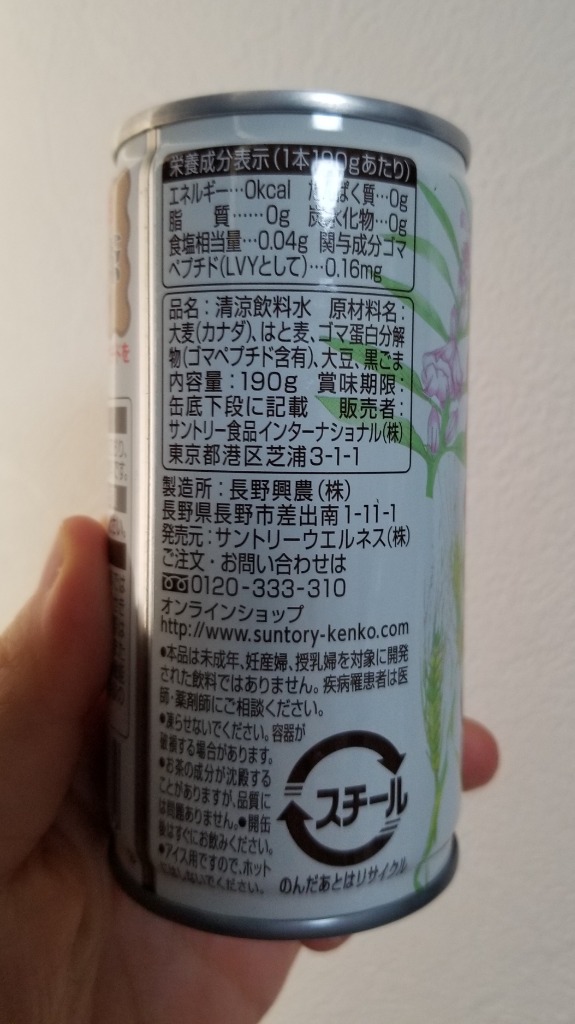 栄養成分表示(1本190gあたり)
エネルギー…0kcal たんぱく質…0g
脂 質……0g 炭水化物…0g
食塩相当量…0.04g 関与成分ゴマ
ペプチド(LVYとして)…0.16mg
品名:清涼飲料水 原材料名:
大麦(カナダ)、はと麦、ゴマ蛋白分解
物(ゴマペプチド含有)、大豆、黒ごま
内容量:190g 賞味期限:
缶底下段に記載 販売者:
サントリー食品インターナショナル(株)
東京都港区芝浦3-1-1
製造所:長野興農(株)
長野県長野市差出南1-11-1
発売元:サントリーウエルネス(株)
ご注文・お問い合わせは
0120-333-310
オンラインショップ
http://www.suntory-kenko.com
●本品は未成年、妊産婦、授乳婦を対象に開発
された飲料ではありません。疾病罹患者は医
師・薬剤師にご相談ください。
●凍らせないでください。容器が
破損する場合があります。
●お茶の成分が沈殿する
ことがありますが、品質に
は問題ありません。●開缶
後はすぐにお飲みください。
●アイス用ですので、ホット
にはしないでください。
スチール
のんだあとはリサイクル